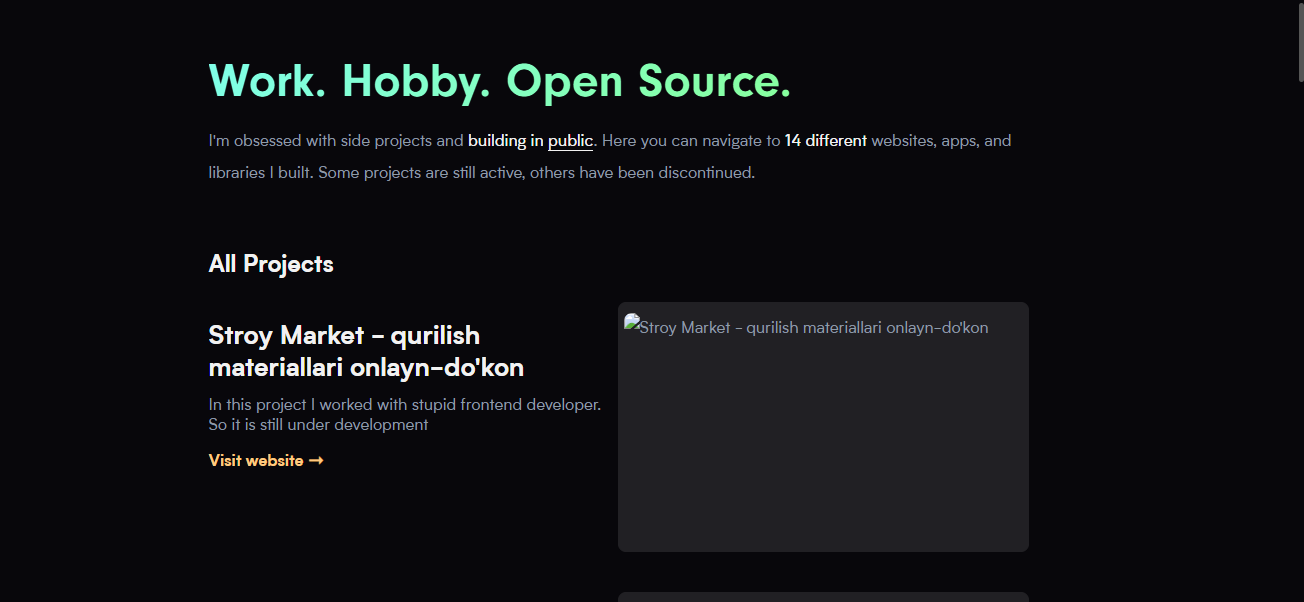 Work. Hobby. Open Source.
I'm obsessed with side projects and building in public. Here you can navigate to 14 different websites, apps, and
libraries I built. Some projects are still active, others have been discontinued.
All Projects
Stroy Market - qurilish
materiallari onlayn-do'kon
In this project I worked with stupid frontend developer.
So it is still under development
Visit website →
Stroy Market - qurilish materiallari onlayn-do'kon